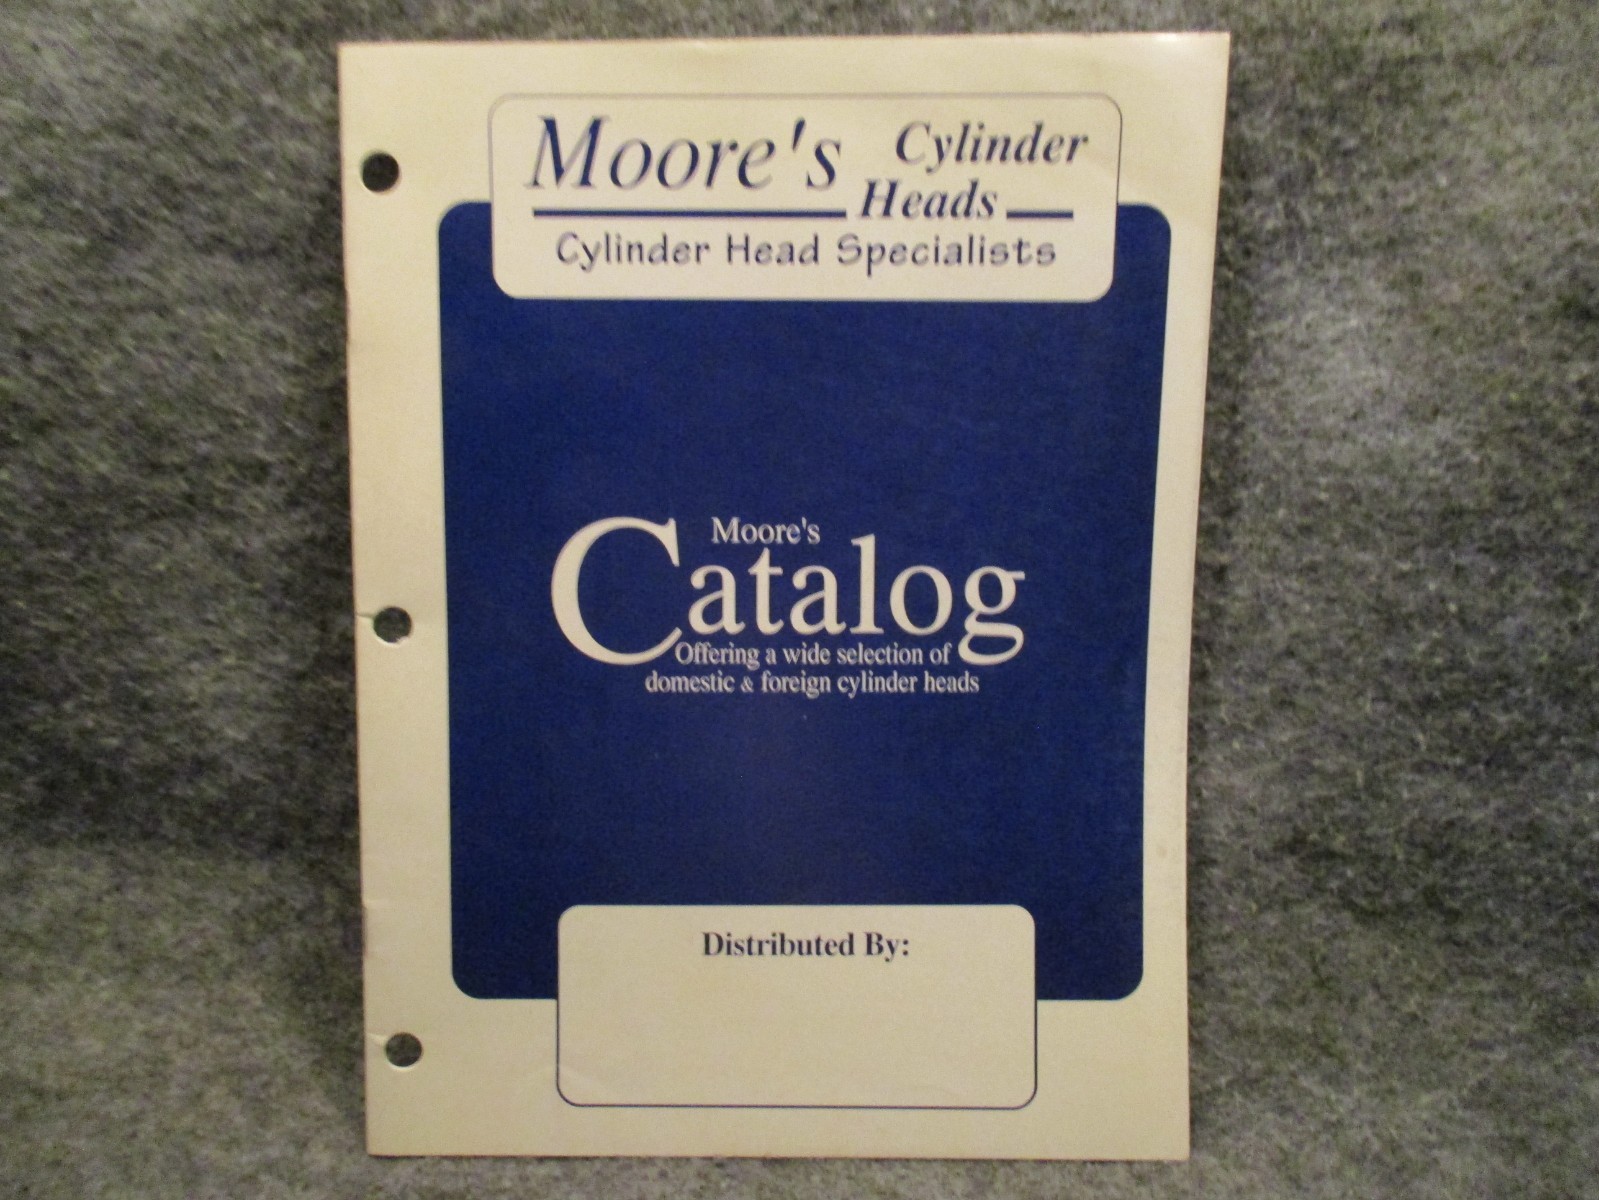 Moore's Cylinder
Heads
Cylinder Head Specialists
Moore's
Catalog
Offering a wide selection of
domestic & foreign cylinder heads
Distributed By: